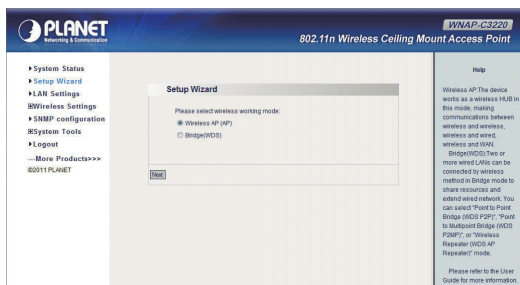 PLANET
Networking & Communication
WNAP-C3220
802.11n Wireless Ceiling Mount Access Point
System Status
Setup Wizard
LAN Settings
Wireless Settings
SNMP configuration
System Tools
Logout
---More Products>>>
©2011 PLANET
Setup Wizard
Please select wireless working mode:
Wireless AP (AP)
Bridge(WDS)
Next
Help
Wireless AP:The device
works as a wireless HUB in
this mode, making
communications between
wireless and wireless,
wireless and wired,
wireless and WAN.
Bridge(WDS):Two or
more wired LANs can be
connected by wireless
method in Bridge mode to
share resources and
extend wired network. You
can select "Point to Point
Bridge (WDS P2P)", "Point
to Multipoint Bridge (WDS
P2MP)", or "Wireless
Repeater (WDS AP
Repeater)" mode.
Please refer to the User
Guide for more information.